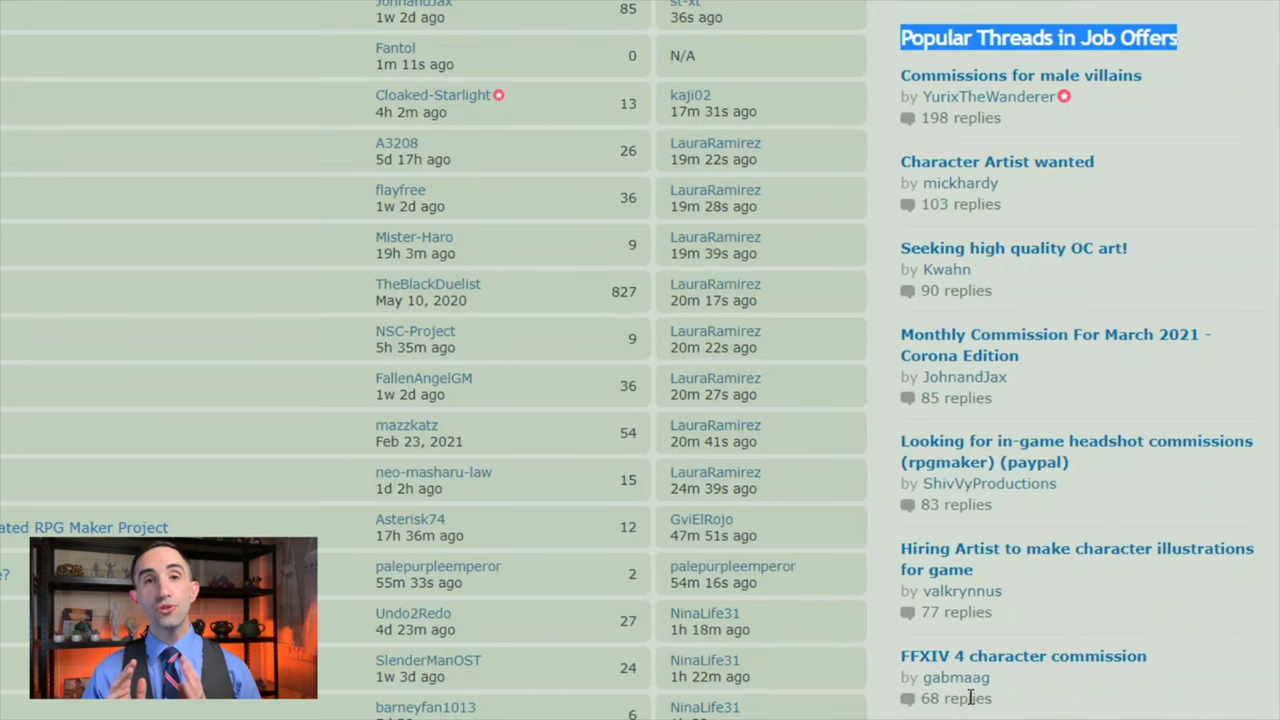 JohnandJax
1w 2d ago
85
st-xt
36s ago
Fantol
1m 11s ago
0
N/A
Cloaked-Starlight
4h 2m ago
13
kaji02
17m 31s ago
A3208
5d 17h ago
26
LauraRamirez
19m 22s ago
flayfree
1w 2d ago
36
LauraRamirez
19m 28s ago
Mister-Haro
19h 3m ago
9
LauraRamirez
19m 39s ago
TheBlackDuelist
May 10, 2020
827
LauraRamirez
20m 17s ago
NSC-Project
5h 35m ago
9
LauraRamirez
20m 22s ago
FallenAngelGM
1w 2d ago
36
LauraRamirez
20m 27s ago
mazzkatz
Feb 23, 2021
54
LauraRamirez
20m 41s ago
neo-masharu-law
1d 2h ago
15
LauraRamirez
24m 39s ago
ated RPG Maker Project
Asterisk74
17h 36m ago
12
GviElRojo
47m 51s ago
e?
palepurpleemperor
55m 33s ago
2
palepurpleemperor
54m 16s ago
Undo2Redo
4d 23m ago
27
NinaLife31
1h 18m ago
SlenderManOST
1w 3d ago
24
NinaLife31
1h 22m ago
barneyfan1013
6
NinaLife31
Popular Threads in Job Offers
Commissions for male villains
by YurixTheWanderer
198 replies
Character Artist wanted
by mickhardy
103 replies
Seeking high quality OC art!
by Kwahn
90 replies
Monthly Commission For March 2021 -
Corona Edition
by JohnandJax
85 replies
Looking for in-game headshot commissions
(rpgmaker) (paypal)
by ShivVyProductions
83 replies
Hiring Artist to make character illustrations
for game
by valkrynnus
77 replies
FFXIV 4 character commission
by gabmaag
68 replies